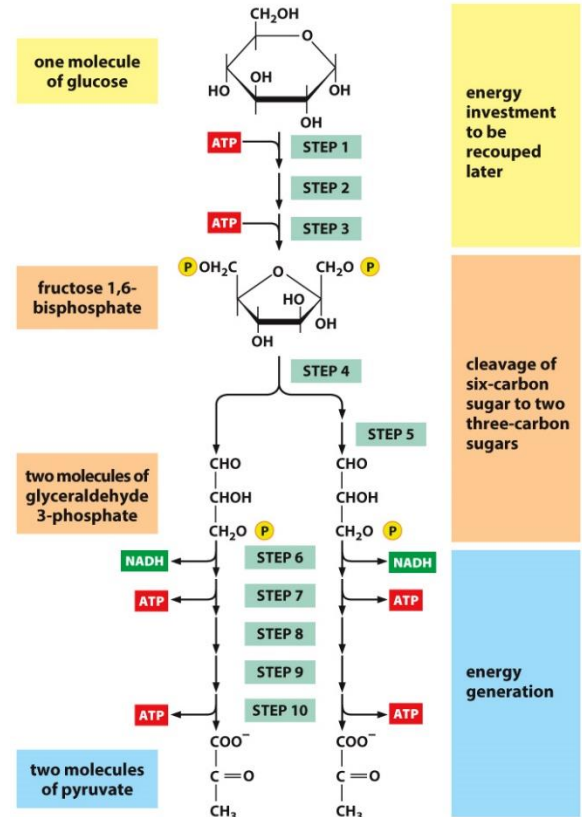 CH₂OH
one molecule
of glucose
O
OH
HO
OH
OH
OH
energy
investment
to be
recouped
later
ATP
STEP 1
STEP 2
ATP
STEP 3
fructose 1,6-
bisphosphate
P OH₂C
O
CH₂O P
HO
OH
OH
STEP 4
cleavage of
six-carbon
sugar to two
three-carbon
sugars
STEP 5
two molecules of
glyceraldehyde
3-phosphate
CHO
CHOH
CH₂O P
CHO
CHOH
CH₂O P
NADH
STEP 6
NADH
ATP
STEP 7
ATP
STEP 8
STEP 9
ATP
STEP 10
ATP
energy
generation
two molecules
of pyruvate
COO⁻
C=O
CH₃
COO⁻
C=O
CH₃